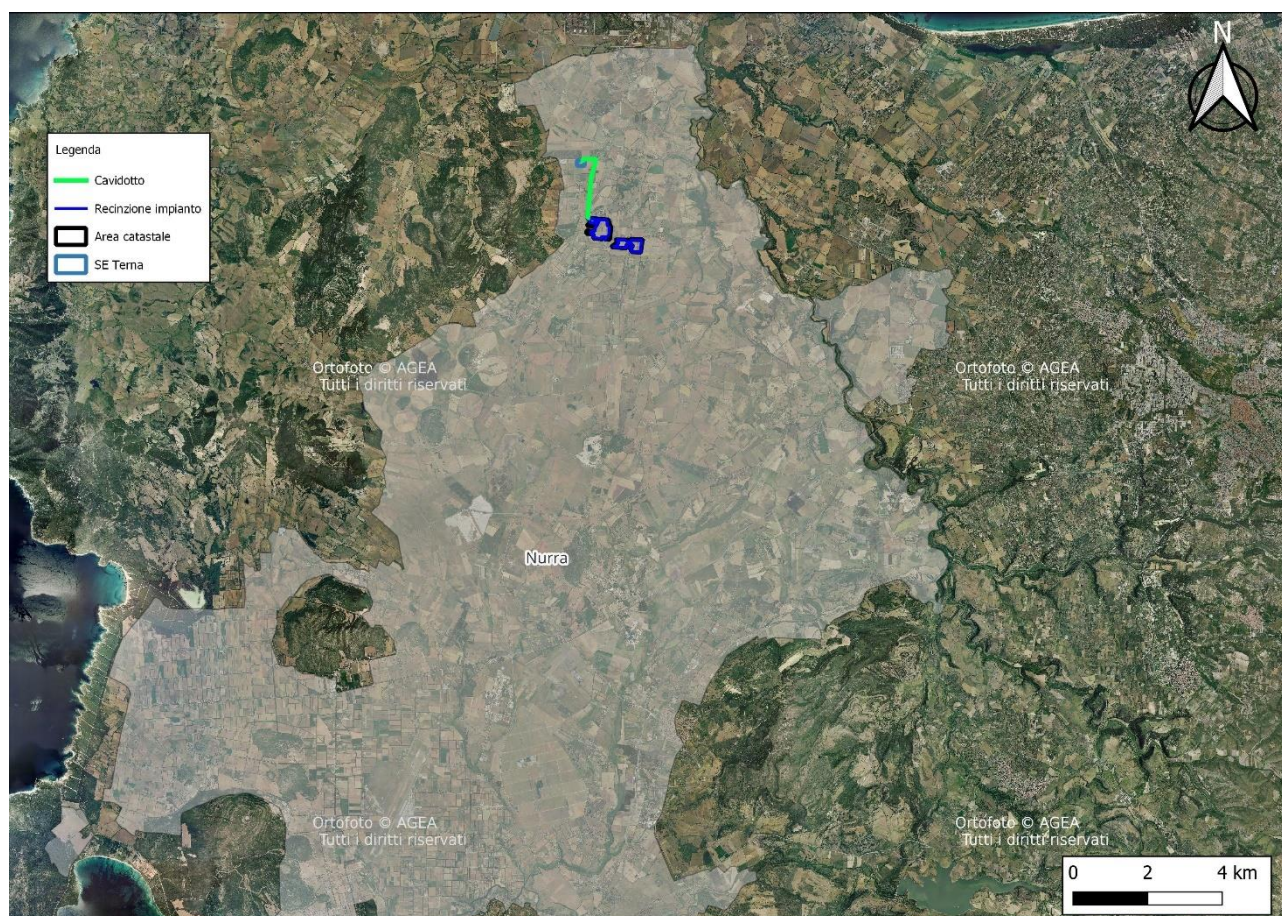 N
Legenda
Cavidotto
Recinzione impianto
Area catastale
SE Terna
Ortofoto © AGEA
Tutti i diritti riservati
Ortofoto © AGEA
Tutti i diritti riservati
Nurra
Ortofoto © AGEA
Tutti i diritti riservati
Ortofoto © AGEA
Tutti i diritti riservati
0 2 4 km